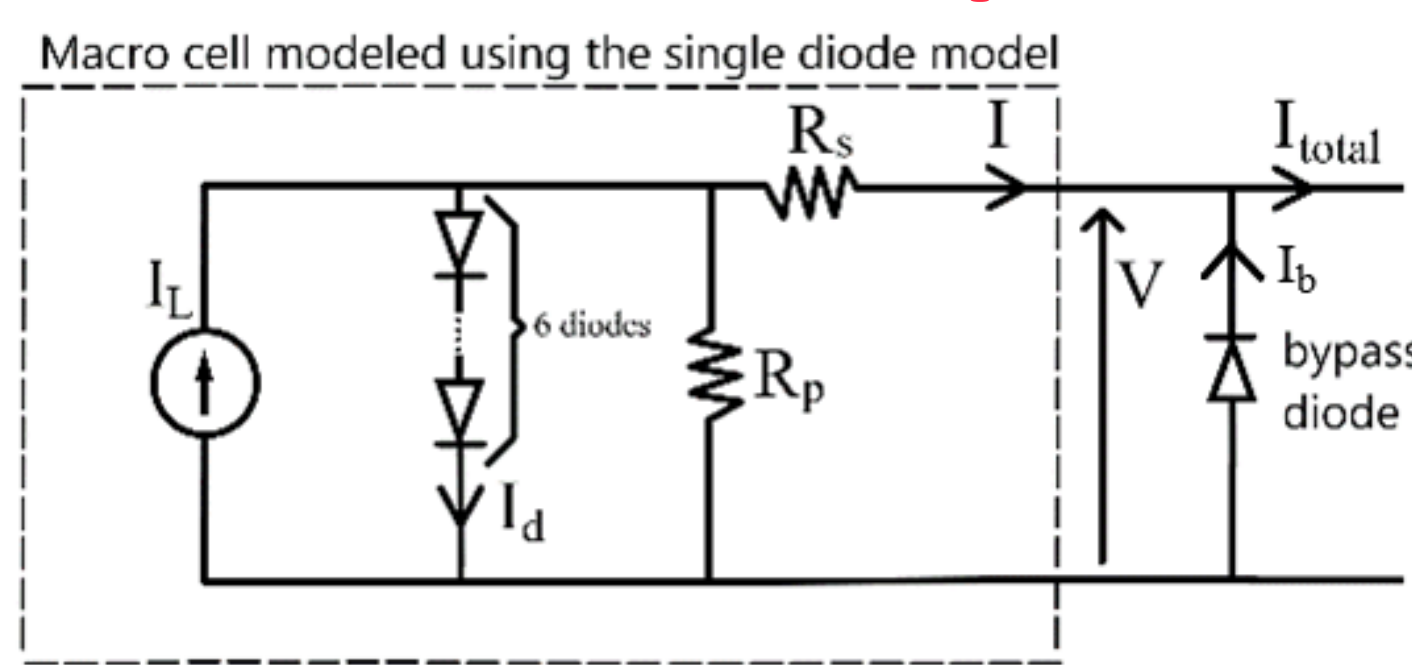 Macro cell modeled using the single diode model
Rs
I
Itotal
IL
6 diodes
Rp
V
Ib
bypass
diode
Id